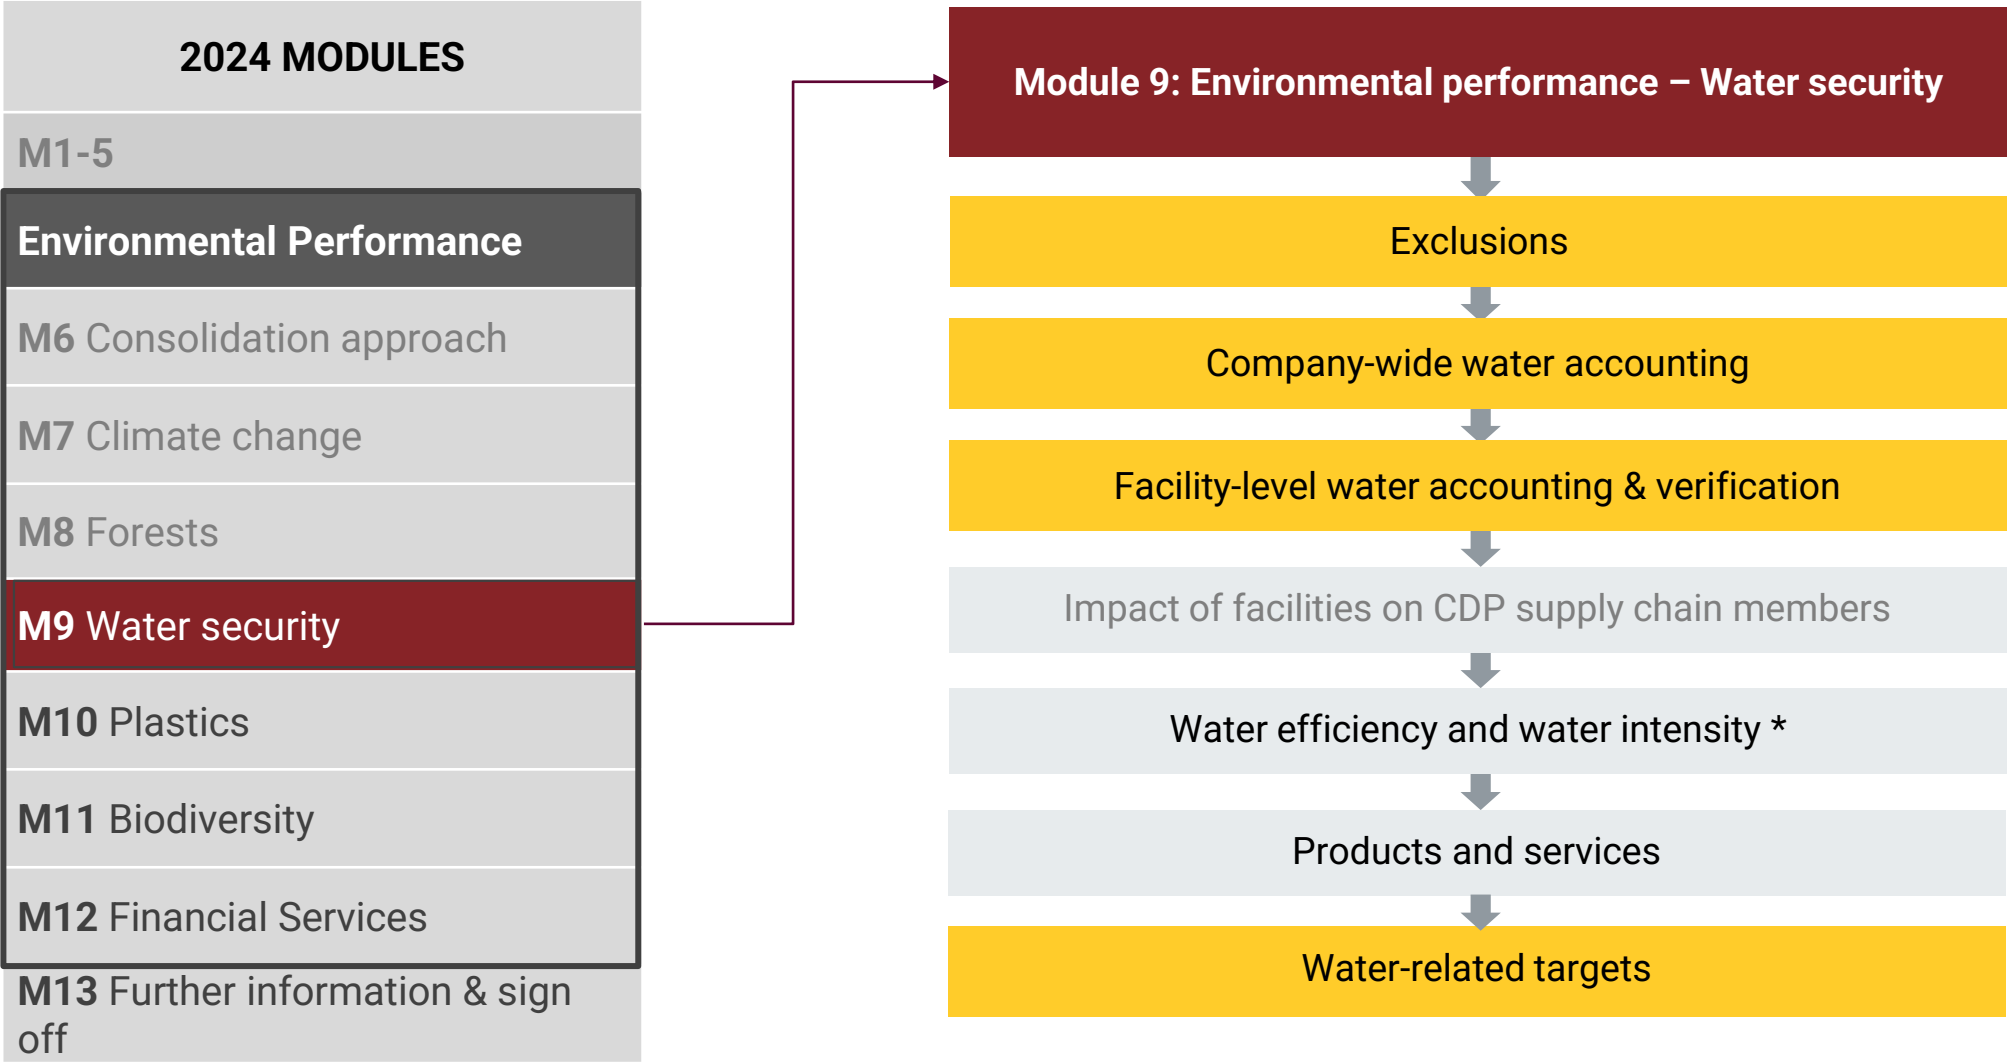 2024 MODULES
M1-5
Environmental Performance
M6 Consolidation approach
M7 Climate change
M8 Forests
M9 Water security
M10 Plastics
M11 Biodiversity
M12 Financial Services
M13 Further information & sign
off
Module 9: Environmental performance – Water security
Exclusions
Company-wide water accounting
Facility-level water accounting & verification
Impact of facilities on CDP supply chain members
Water efficiency and water intensity *
Products and services
Water-related targets